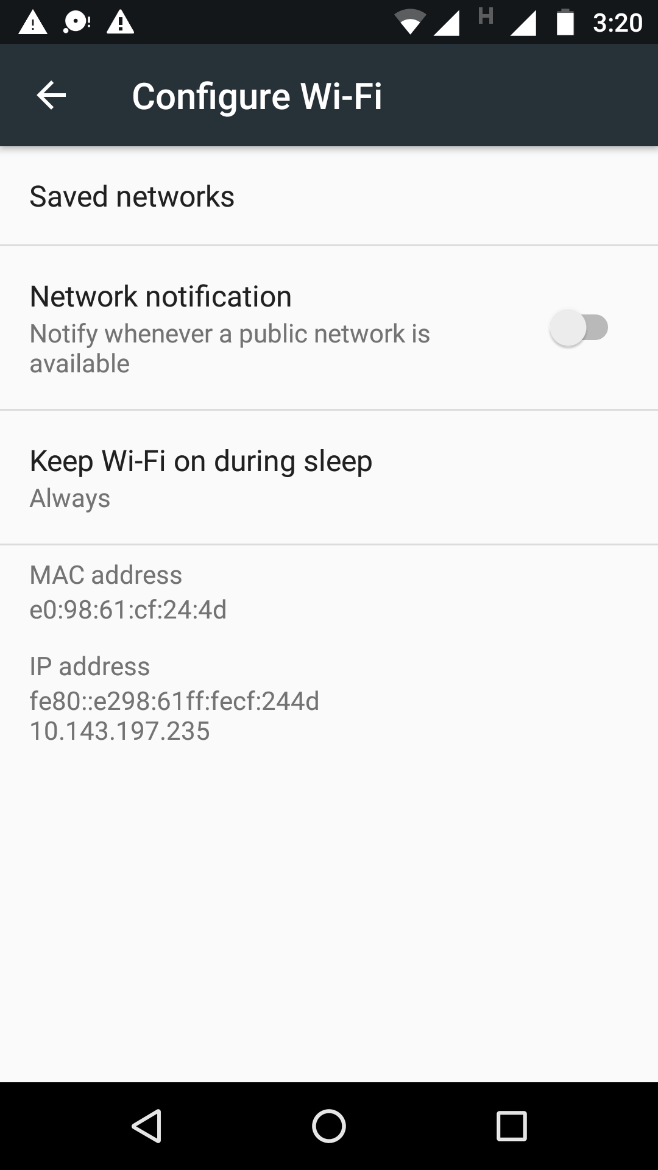 H 3:20
Configure Wi-Fi
Saved networks
Network notification
Notify whenever a public network is
available
Keep Wi-Fi on during sleep
Always
MAC address
e0:98:61:cf:24:4d
IP address
fe80::e298:61ff:fecf:244d
10.143.197.235